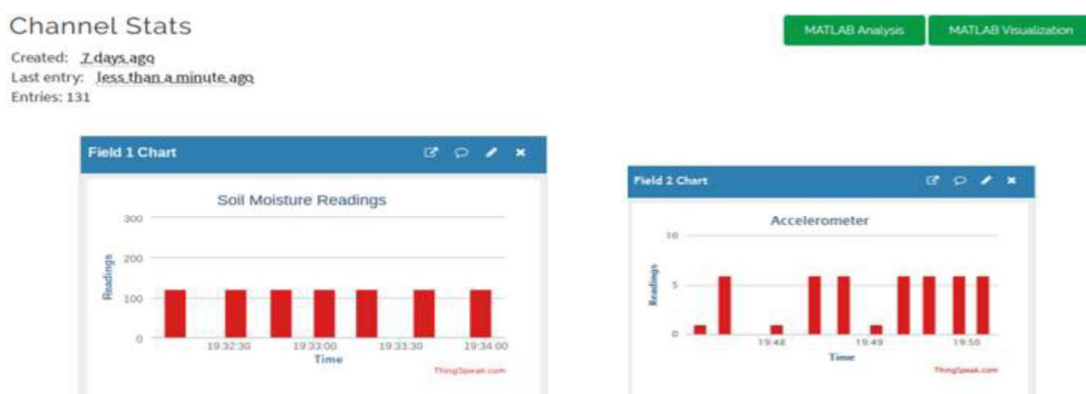 Channel Stats
MATLAB Analysis
MATLAB Visualization
Created: 7 days ago
Last entry: less than a minute ago
Entries: 131
Field 1 Chart
Soil Moisture Readings
300
200
100
0
Readings
19:32:30 19:33:00 19:33:30 19:34:00
Time
ThingSpeak.com
Field 2 Chart
Accelerometer
10
5
0
Readings
19:48 19:49 19:50
Time
ThingSpeak.com